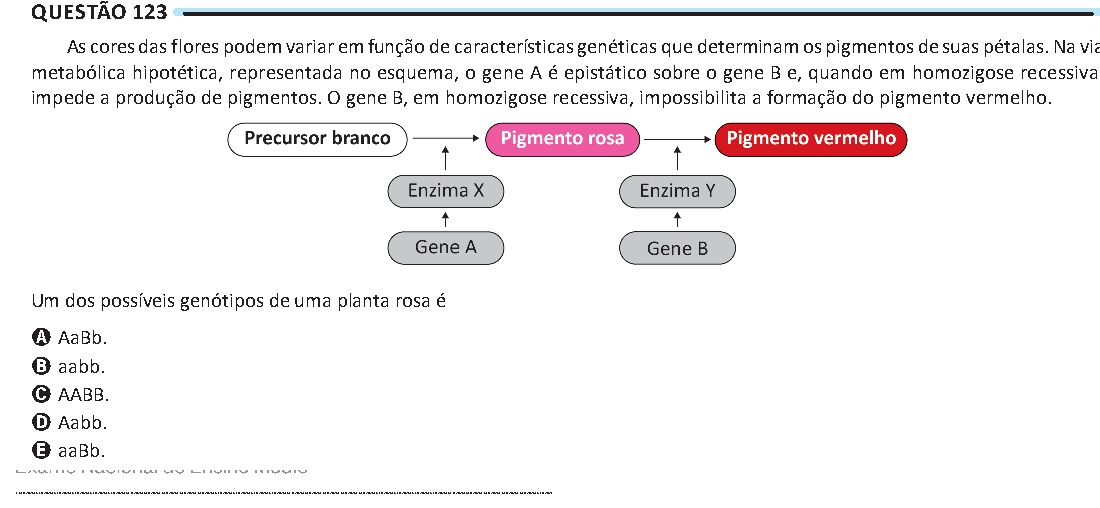 QUESTÃO 123
As cores das flores podem variar em função de características genéticas que determinam os pigmentos de suas pétalas. Na via
metabólica hipotética, representada no esquema, o gene A é epistático sobre o gene B e, quando em homozigose recessiva
impede a produção de pigmentos. O gene B, em homozigose recessiva, impossibilita a formação do pigmento vermelho.
Precursor branco Pigmento rosa Pigmento vermelho
Enzima X Enzima Y
Gene A Gene B
Um dos possíveis genótipos de uma planta rosa é
A AaBb.
B aabb.
C AABB.
D Aabb.
E aaBb.